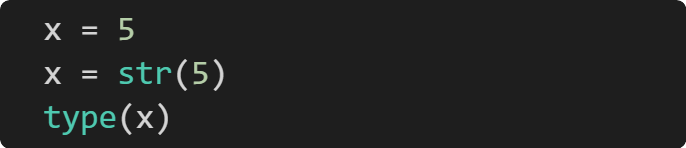 x = 5
x = str(5)
type(x)